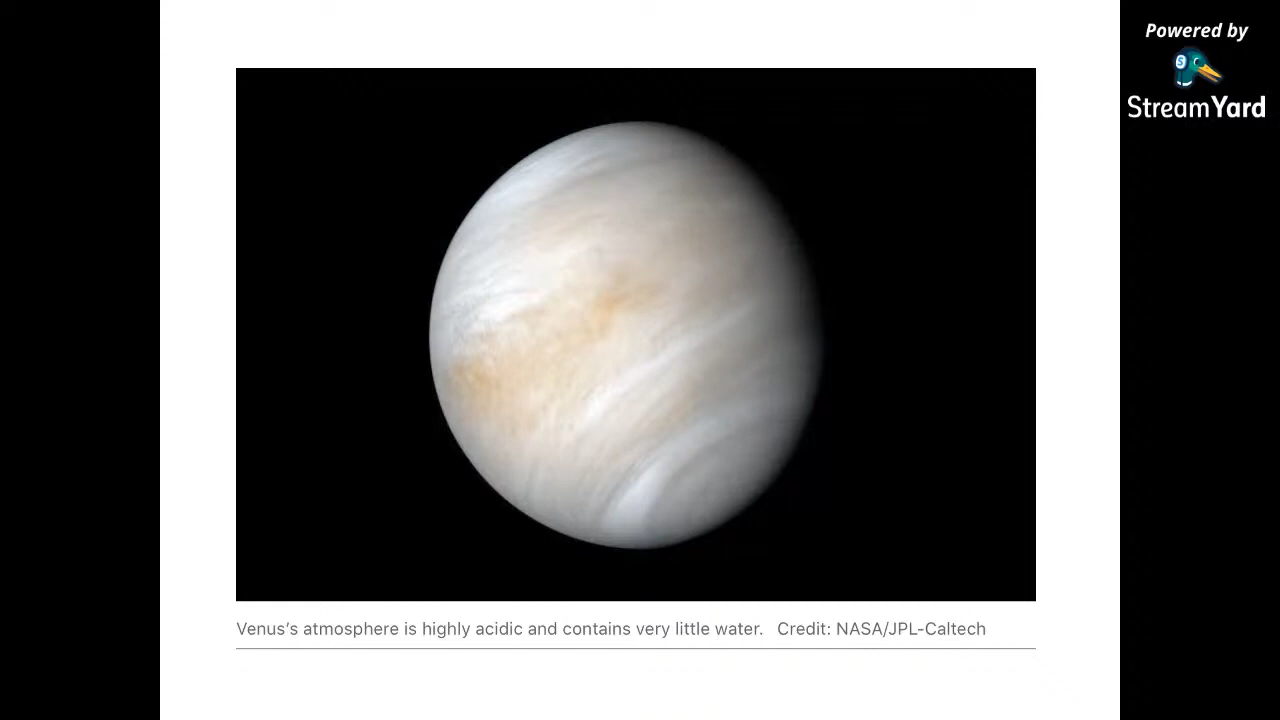 Powered by
StreamYard
Venus’s atmosphere is highly acidic and contains very little water.   Credit: NASA/JPL-Caltech